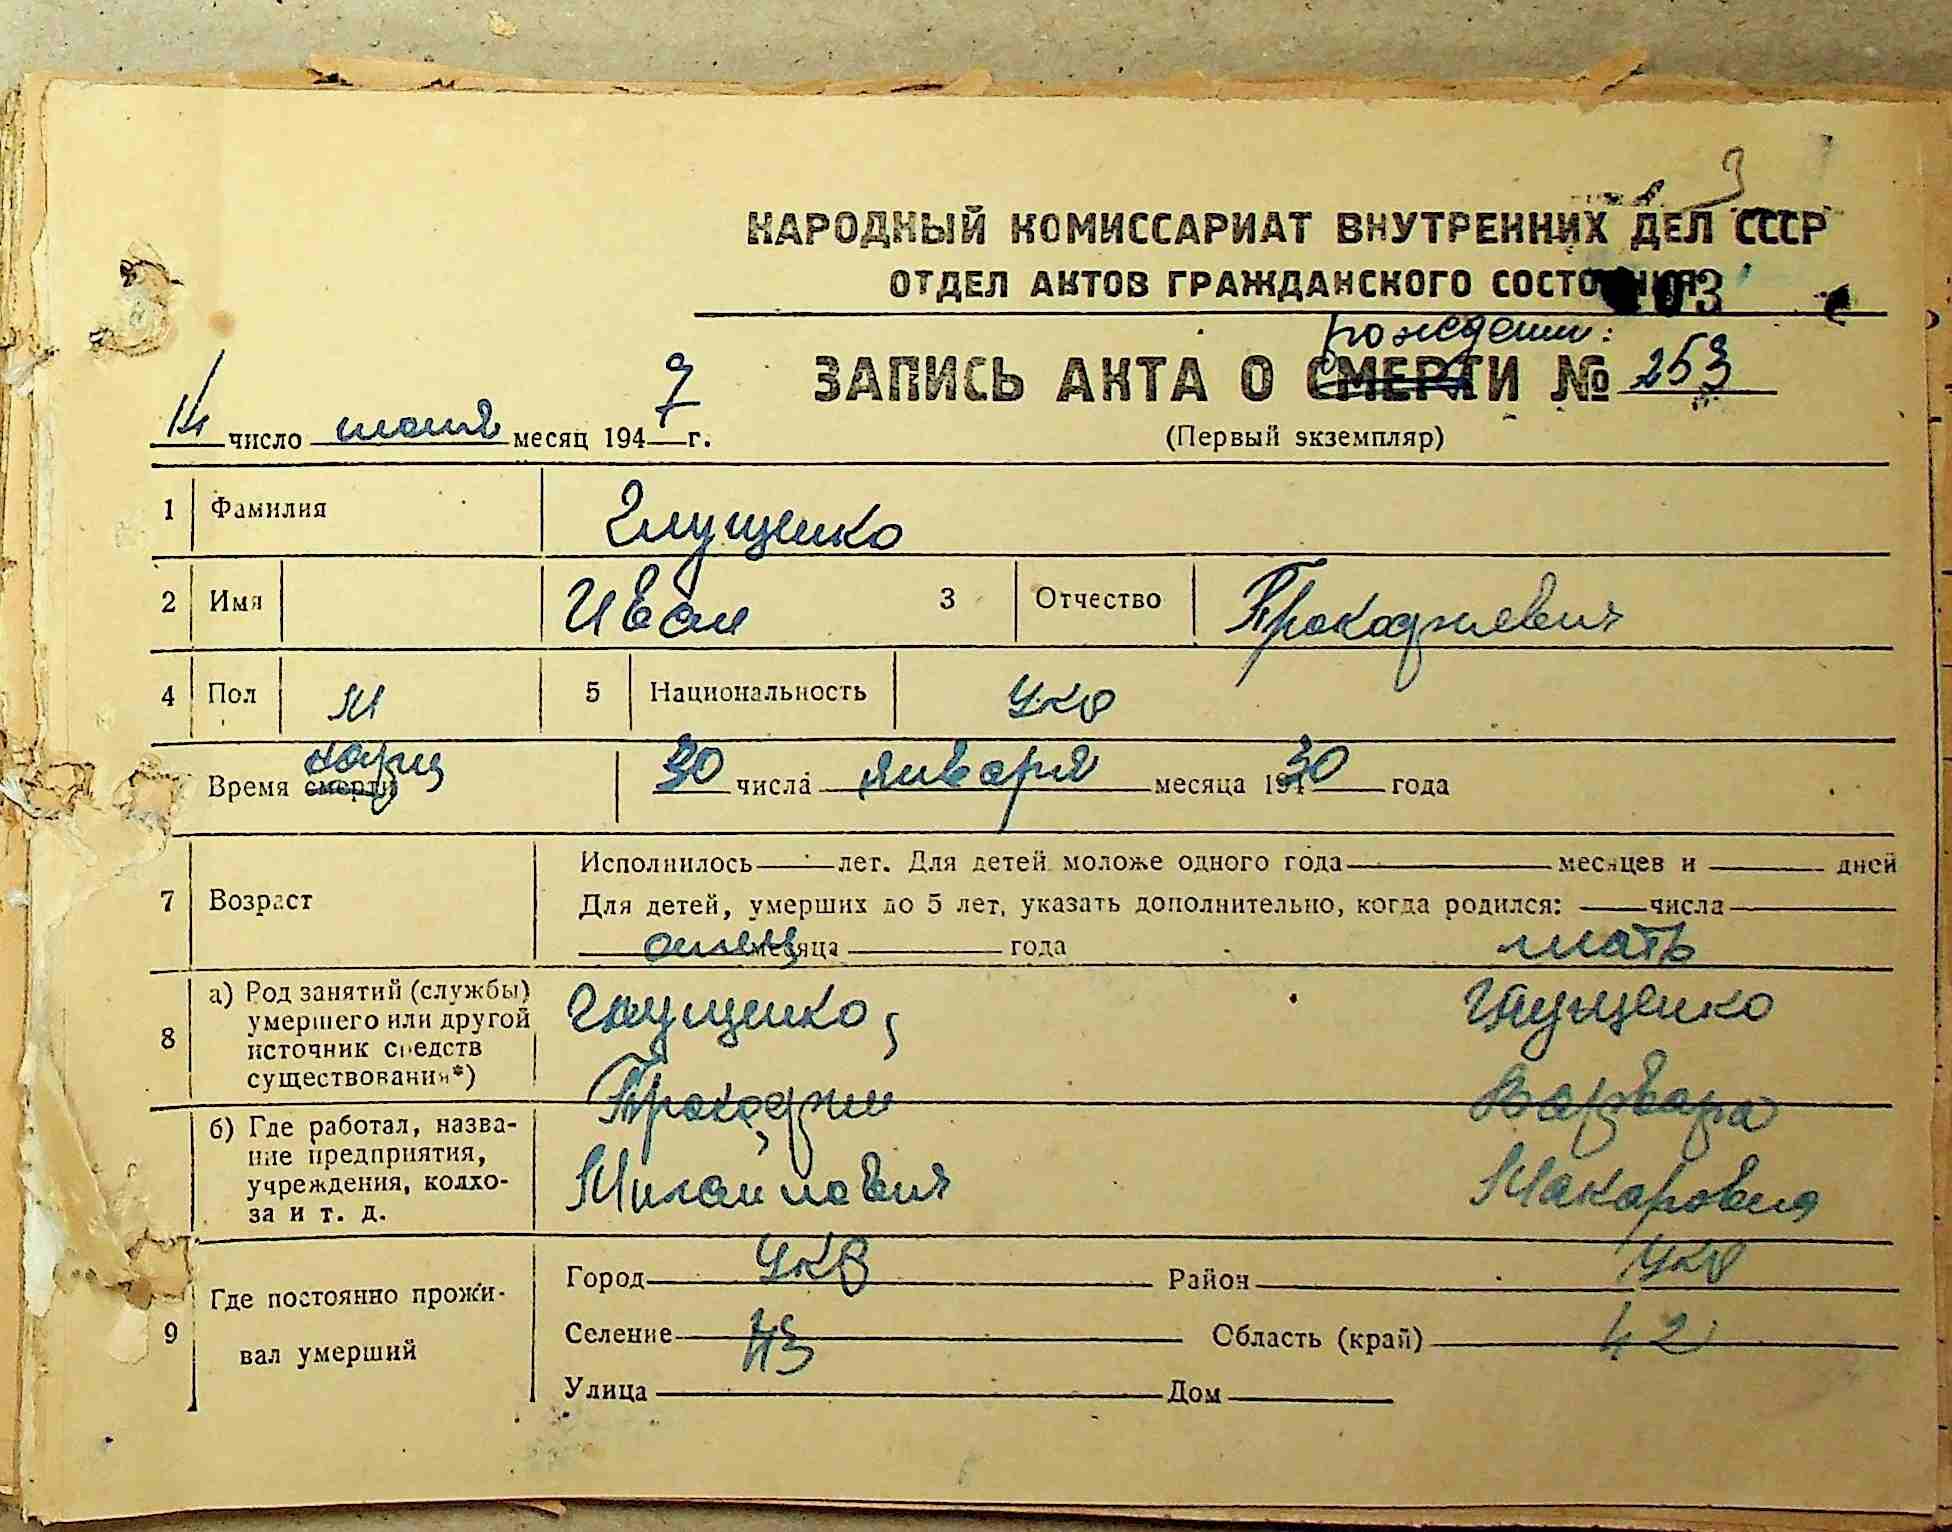 3
НАРОДНЫЙ КОМИССАРИАТ ВНУТРЕННИХ ДЕЛ СССР
ОТДЕЛ АКТОВ ГРАЖДАНСКОГО СОСТОЯНИЯ
03
рождении:
ЗАПИСЬ АКТА О СМЕРТИ № 253
14 число июня месяц 1947 г.
(Первый экземпляр)
1 Фамилия Глущенко
2 Имя Иван 3 Отчество Прокофиевич
4 Пол М 5 Национальность укр
Время смерти 30 числа января месяца 1930 года
7 Возраст Исполнилось лет. Для детей моложе одного года месяцев и дней
Для детей, умерших до 5 лет, указать дополнительно, когда родился: числа
месяца года
отец мать
8 а) Род занятий (службы) умершего или другой источник средств существования*)
Глущенко, Глущенко
Прокофий Варвара
б) Где работал, назва-
ние предприятия,
учреждения, колхо-
за и т. д.
Михайлович Макаровна
9 Где постоянно прожи-
вал умерший
Город укр Район укр
Селение 43 Область (край) 42
Улица Дом